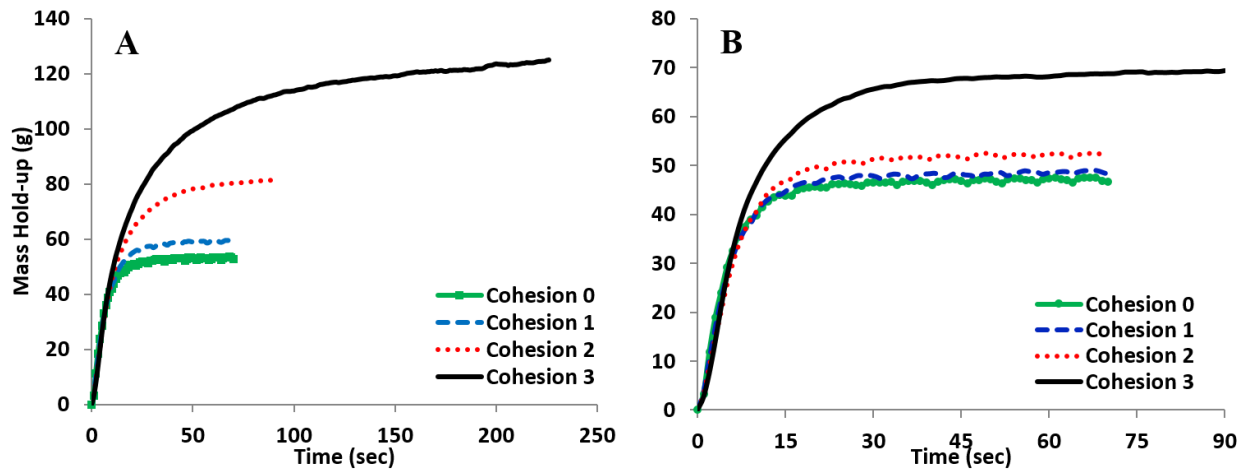 A
Mass Hold-up (g)
140
120
100
80
60
40
20
0
0 50 100 150 200 250
Time (sec)
Cohesion 0
Cohesion 1
Cohesion 2
Cohesion 3
B
80
70
60
50
40
30
20
10
0
0 15 30 45 60 75 90
Time (sec)
Cohesion 0
Cohesion 1
Cohesion 2
Cohesion 3